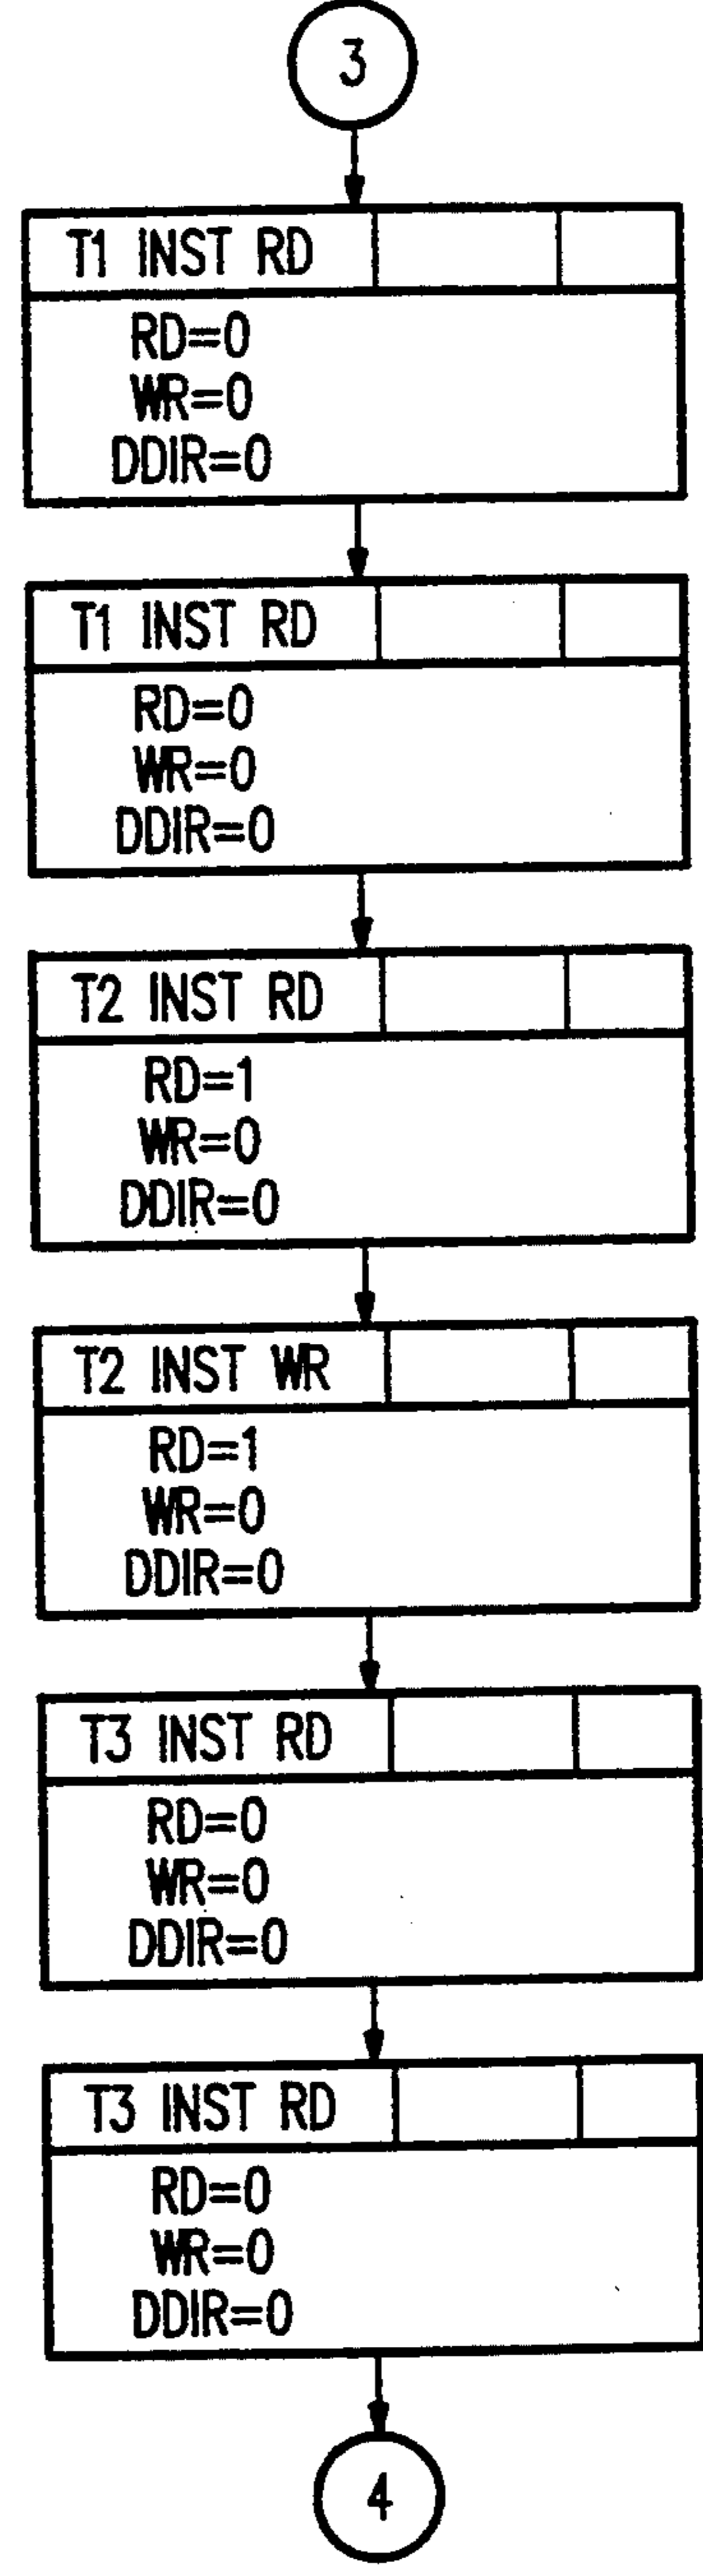 3
T1 INST RD
RD=0
WR=0
DDIR=0
T1 INST RD
RD=0
WR=0
DDIR=0
T2 INST RD
RD=1
WR=0
DDIR=0
T2 INST WR
RD=1
WR=0
DDIR=0
T3 INST RD
RD=0
WR=0
DDIR=0
T3 INST RD
RD=0
WR=0
DDIR=0
4